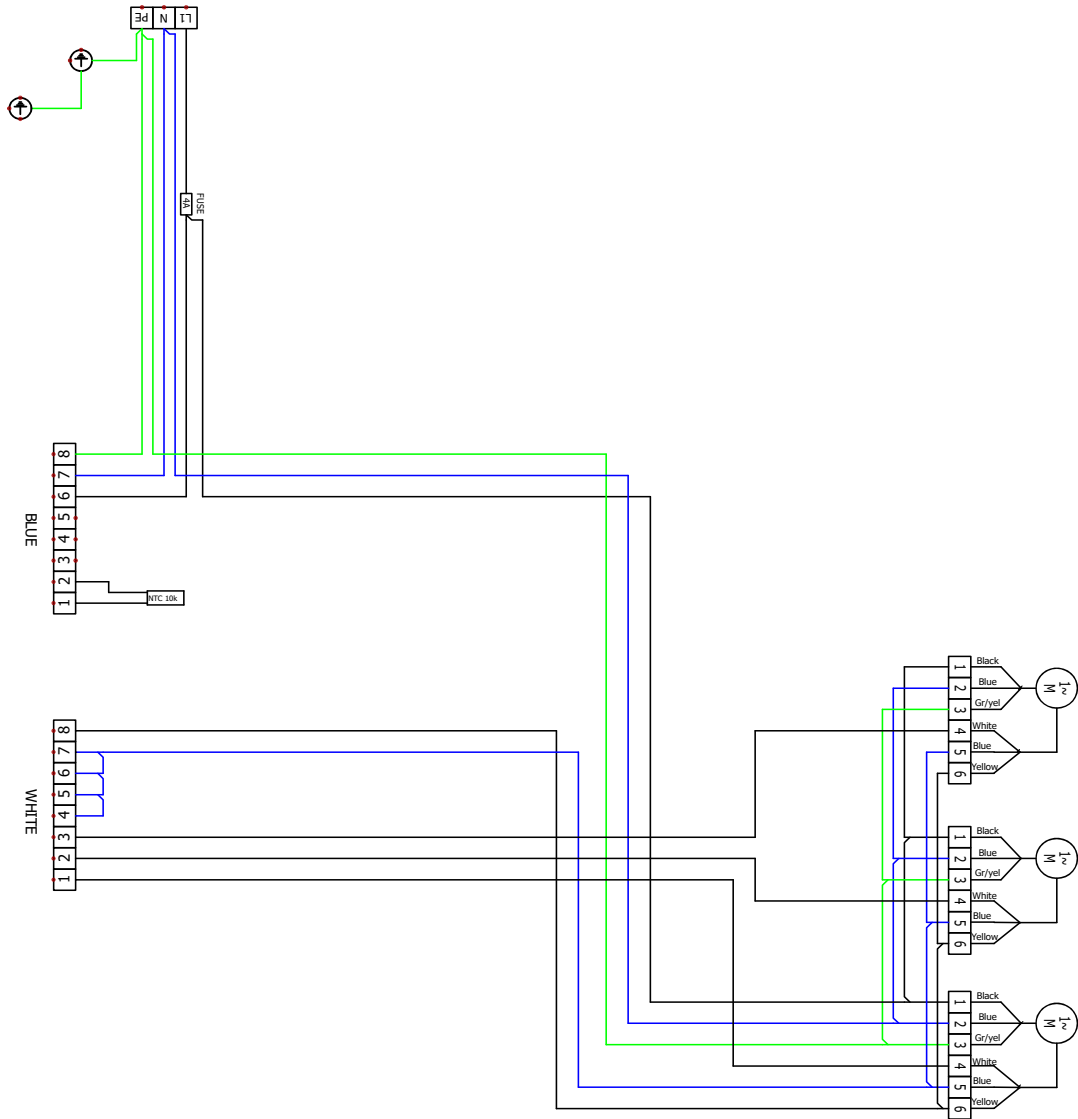 PE N L1
FUSE
4A
BLUE
8
7
6
5
4
3
2
1
NTC 10k
WHITE
8
7
6
5
4
3
2
1
1 Black
2 Blue
3 Gr/yel
4 White
5 Blue
6 Yellow
1~
M
1 Black
2 Blue
3 Gr/yel
4 White
5 Blue
6 Yellow
1~
M
1 Black
2 Blue
3 Gr/yel
4 White
5 Blue
6 Yellow
1~
M